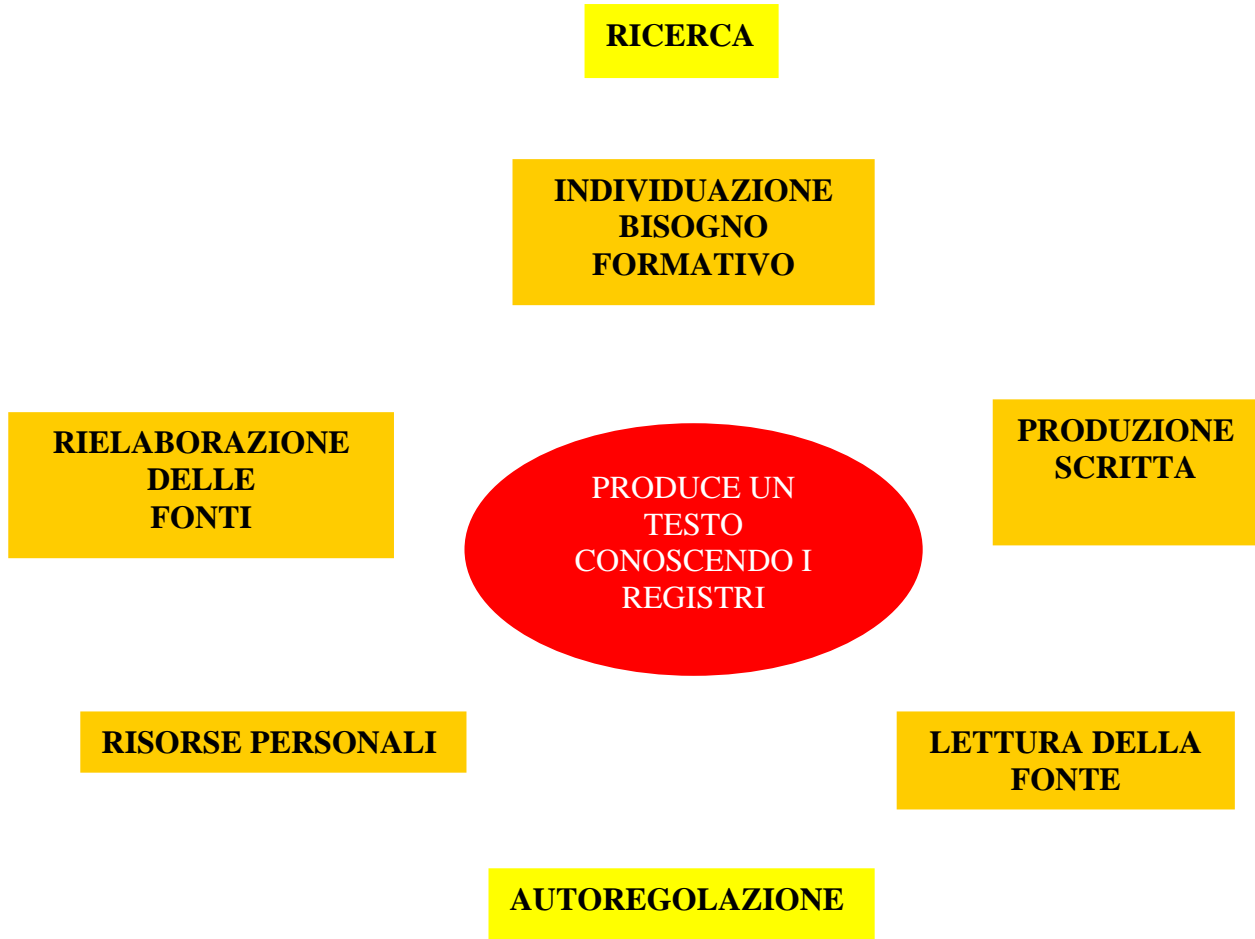 RICERCA
INDIVIDUAZIONE
BISOGNO
FORMATIVO
RIELABORAZIONE
DELLE
FONTI
PRODUCE UN
TESTO
CONOSCENDO I
REGISTRI
PRODUZIONE
SCRITTA
RISORSE PERSONALI
LETTURA DELLA
FONTE
AUTOREGOLAZIONE